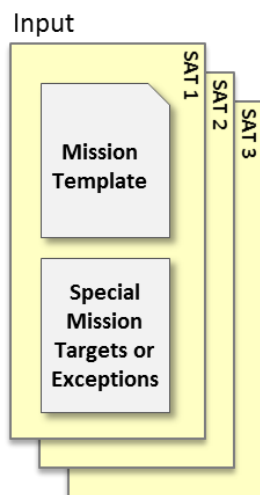 Input
SAT 1
SAT 2
SAT 3
Mission
Template
Special
Mission
Targets or
Exceptions